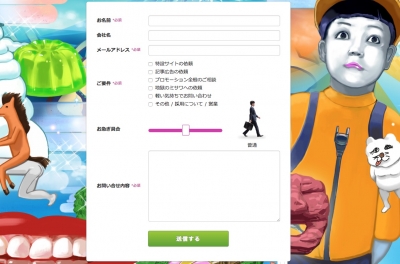 お名前 *必須
会社名
メールアドレス *必須
ご要件 *必須
特設サイトの依頼
記事広告の依頼
プロモーション全般のご相談
地獄のミサワへの依頼
軽い気持ちでお問い合わせ
その他 / 採用について / 営業
お急ぎ具合
普通
お問い合せ内容 *必須
送信する